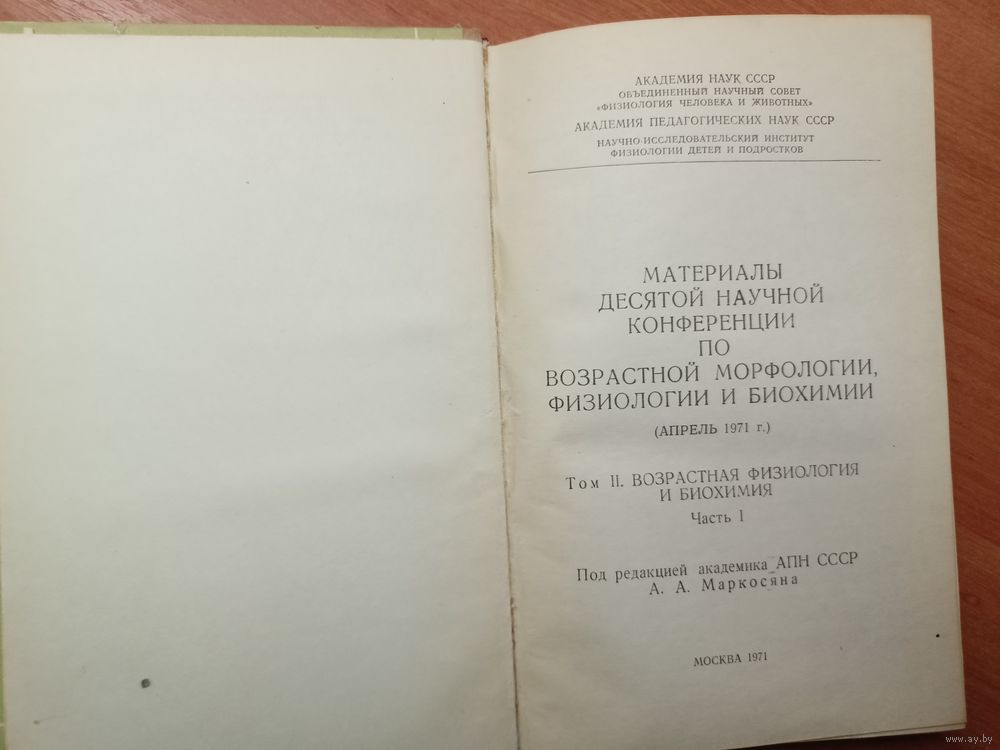 АКАДЕМИЯ НАУК СССР
ОБЪЕДИНЕННЫЙ НАУЧНЫЙ СОВЕТ
«ФИЗИОЛОГИЯ ЧЕЛОВЕКА И ЖИВОТНЫХ»
АКАДЕМИЯ ПЕДАГОГИЧЕСКИХ НАУК СССР
НАУЧНО-ИССЛЕДОВАТЕЛЬСКИЙ ИНСТИТУТ
ФИЗИОЛОГИИ ДЕТЕЙ И ПОДРОСТКОВ
МАТЕРИАЛЫ
ДЕСЯТОЙ НАУЧНОЙ
КОНФЕРЕНЦИИ
ПО
ВОЗРАСТНОЙ МОРФОЛОГИИ,
ФИЗИОЛОГИИ И БИОХИМИИ
(АПРЕЛЬ 1971 г.)
Том II. ВОЗРАСТНАЯ ФИЗИОЛОГИЯ
И БИОХИМИЯ
Часть I
Под редакцией академика АПН СССР
А. А. Маркосяна
МОСКВА 1971
www.ay.by